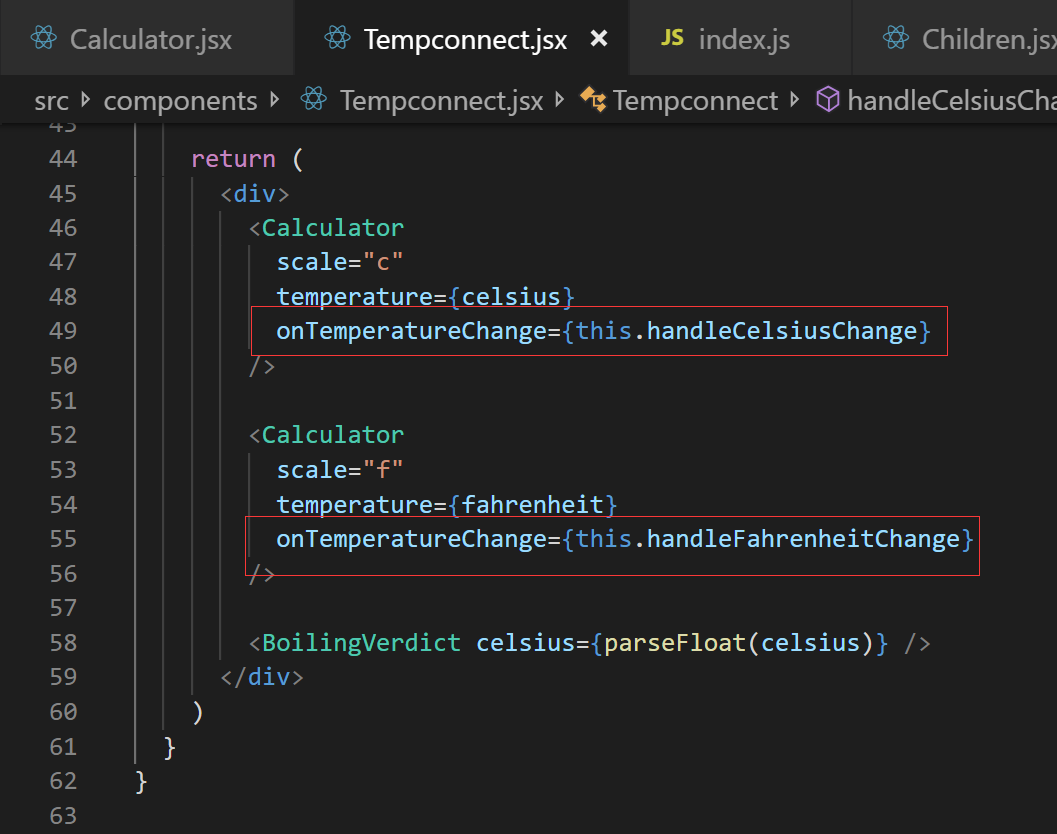 Calculator.jsx Tempconnect.jsx × JS index.js Children.jsx
src components Tempconnect.jsx Tempconnect handleCelsiusCha
43
44 return (
45 <div>
46 <Calculator
47 scale="c"
48 temperature={celsius}
49 onTemperatureChange={this.handleCelsiusChange}
50 />
51
52 <Calculator
53 scale="f"
54 temperature={fahrenheit}
55 onTemperatureChange={this.handleFahrenheitChange}
56 />
57
58 <BoilingVerdict celsius={parseFloat(celsius)} />
59 </div>
60 )
61 }
62 }
63